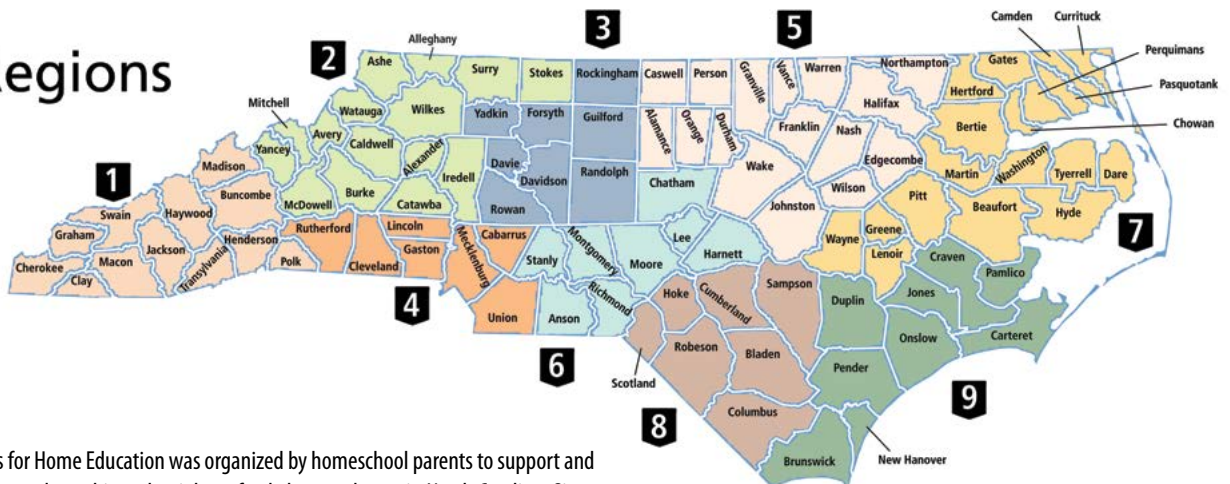 egions
1
2
3
4
5
6
7
8
9
Camden
Currituck
Perquimans
Pasquotank
Chowan
Alleghany
Ashe
Surry
Stokes
Rockingham
Caswell
Person
Granville
Vance
Warren
Northampton
Gates
Hertford
Mitchell
Watauga
Wilkes
Yadkin
Forsyth
Guilford
Alamance
Orange
Durham
Franklin
Halifax
Nash
Bertie
Yancey
Avery
Caldwell
Alexander
Iredell
Davie
Davidson
Randolph
Chatham
Wake
Edgecombe
Martin
Washington
Tyerrell
Dare
Madison
Buncombe
McDowell
Burke
Catawba
Rowan
Johnston
Wilson
Pitt
Beaufort
Hyde
Swain
Haywood
Graham
Jackson
Henderson
Rutherford
Lincoln
Gaston
Mecklenburg
Cabarrus
Stanly
Montgomery
Moore
Lee
Harnett
Wayne
Greene
Lenoir
Craven
Pamlico
Cherokee
Clay
Macon
Transylvania
Polk
Cleveland
Union
Anson
Richmond
Hoke
Cumberland
Sampson
Duplin
Jones
Onslow
Carteret
Scotland
Robeson
Bladen
Pender
Columbus
Brunswick
New Hanover
s for Home Education was organized by homeschool parents to support and